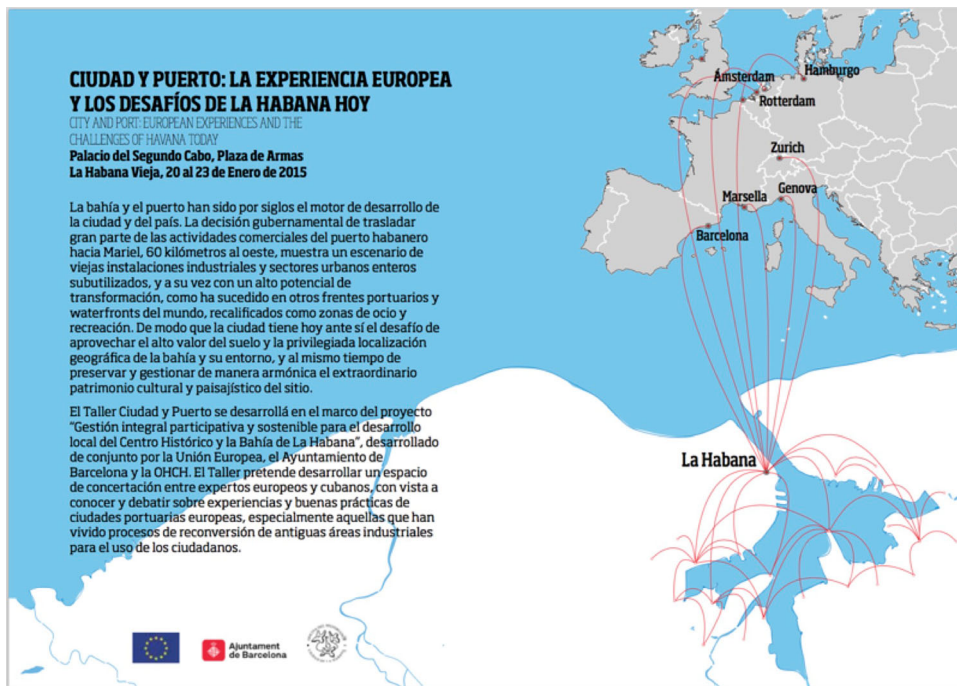 CIUDAD Y PUERTO: LA EXPERIENCIA EUROPEA
Y LOS DESAFÍOS DE LA HABANA HOY
CITY AND PORT: EUROPEAN EXPERIENCES AND THE
CHALLENGES OF HAVANA TODAY
Palacio del Segundo Cabo, Plaza de Armas
La Habana Vieja, 20 al 23 de Enero de 2015
La bahía y el puerto han sido por siglos el motor de desarrollo de
la ciudad y del país. La decisión gubernamental de trasladar
gran parte de las actividades comerciales del puerto habanero
hacia Mariel, 60 kilómetros al oeste, muestra un escenario de
viejas instalaciones industriales y sectores urbanos enteros
subutilizados, y a su vez con un alto potencial de
transformación, como ha sucedido en otros frentes portuarios y
waterfronts del mundo, recalificados como zonas de ocio y
recreación. De modo que la ciudad tiene hoy ante sí el desafío de
aprovechar el alto valor del suelo y la privilegiada localización
geográfica de la bahía y su entorno, y al mismo tiempo de
preservar y gestionar de manera armónica el extraordinario
patrimonio cultural y paisajístico del sitio.
El Taller Ciudad y Puerto se desarrollá en el marco del proyecto
"Gestión integral participativa y sostenible para el desarrollo
local del Centro Histórico y la Bahía de La Habana", desarrollado
de conjunto por la Unión Europea, el Ayuntamiento de
Barcelona y la OHCH. El Taller pretende desarrollar un espacio
de concertación entre expertos europeos y cubanos, con vista a
conocer y debatir sobre experiencias y buenas prácticas de
ciudades portuarias europeas, especialmente aquellas que han
vivido procesos de reconversión de antiguas áreas industriales
para el uso de los ciudadanos.
Ámsterdam
Hamburgo
Rotterdam
Zurich
Marsella
Genova
Barcelona
La Habana
Ajuntament
de Barcelona